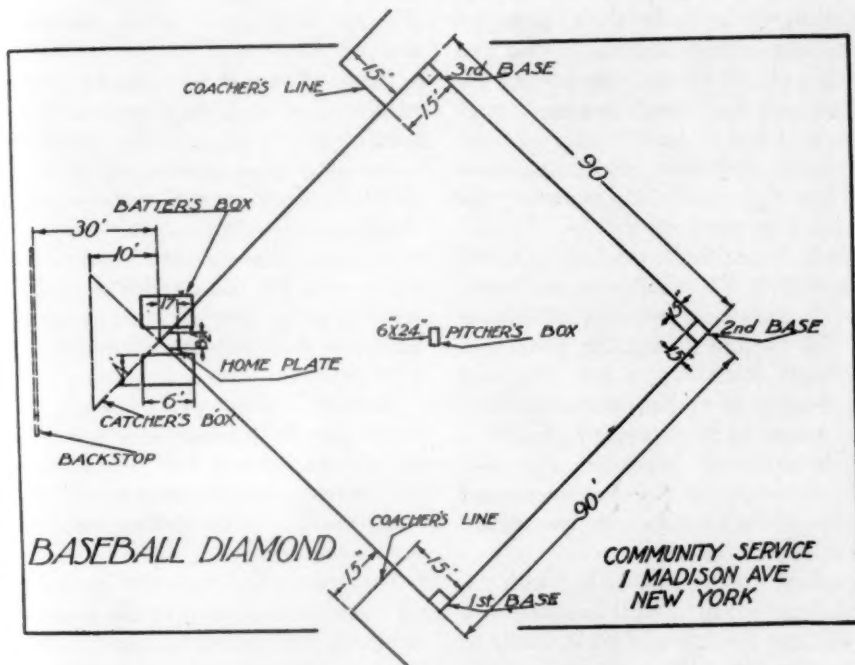 COACHER'S LINE
15"
15'
3rd BASE
90
BATTER'S BOX
30'
10'
17"
6"X24"
PITCHER'S BOX
2nd BASE
HOME PLATE
6'
CATCHER'S BOX
BACKSTOP
90'
COACHER'S LINE
15"
15'
1st BASE
BASEBALL DIAMOND
COMMUNITY SERVICE
1 MADISON AVE
NEW YORK